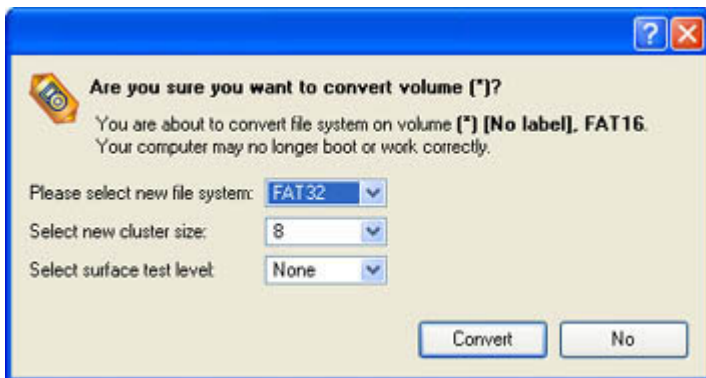 Are you sure you want to convert volume (*)?
You are about to convert file system on volume (*) [No label], FAT16.
Your computer may no longer boot or work correctly.
Please select new file system: FAT32
Select new cluster size: 8
Select surface test level: None
Convert No